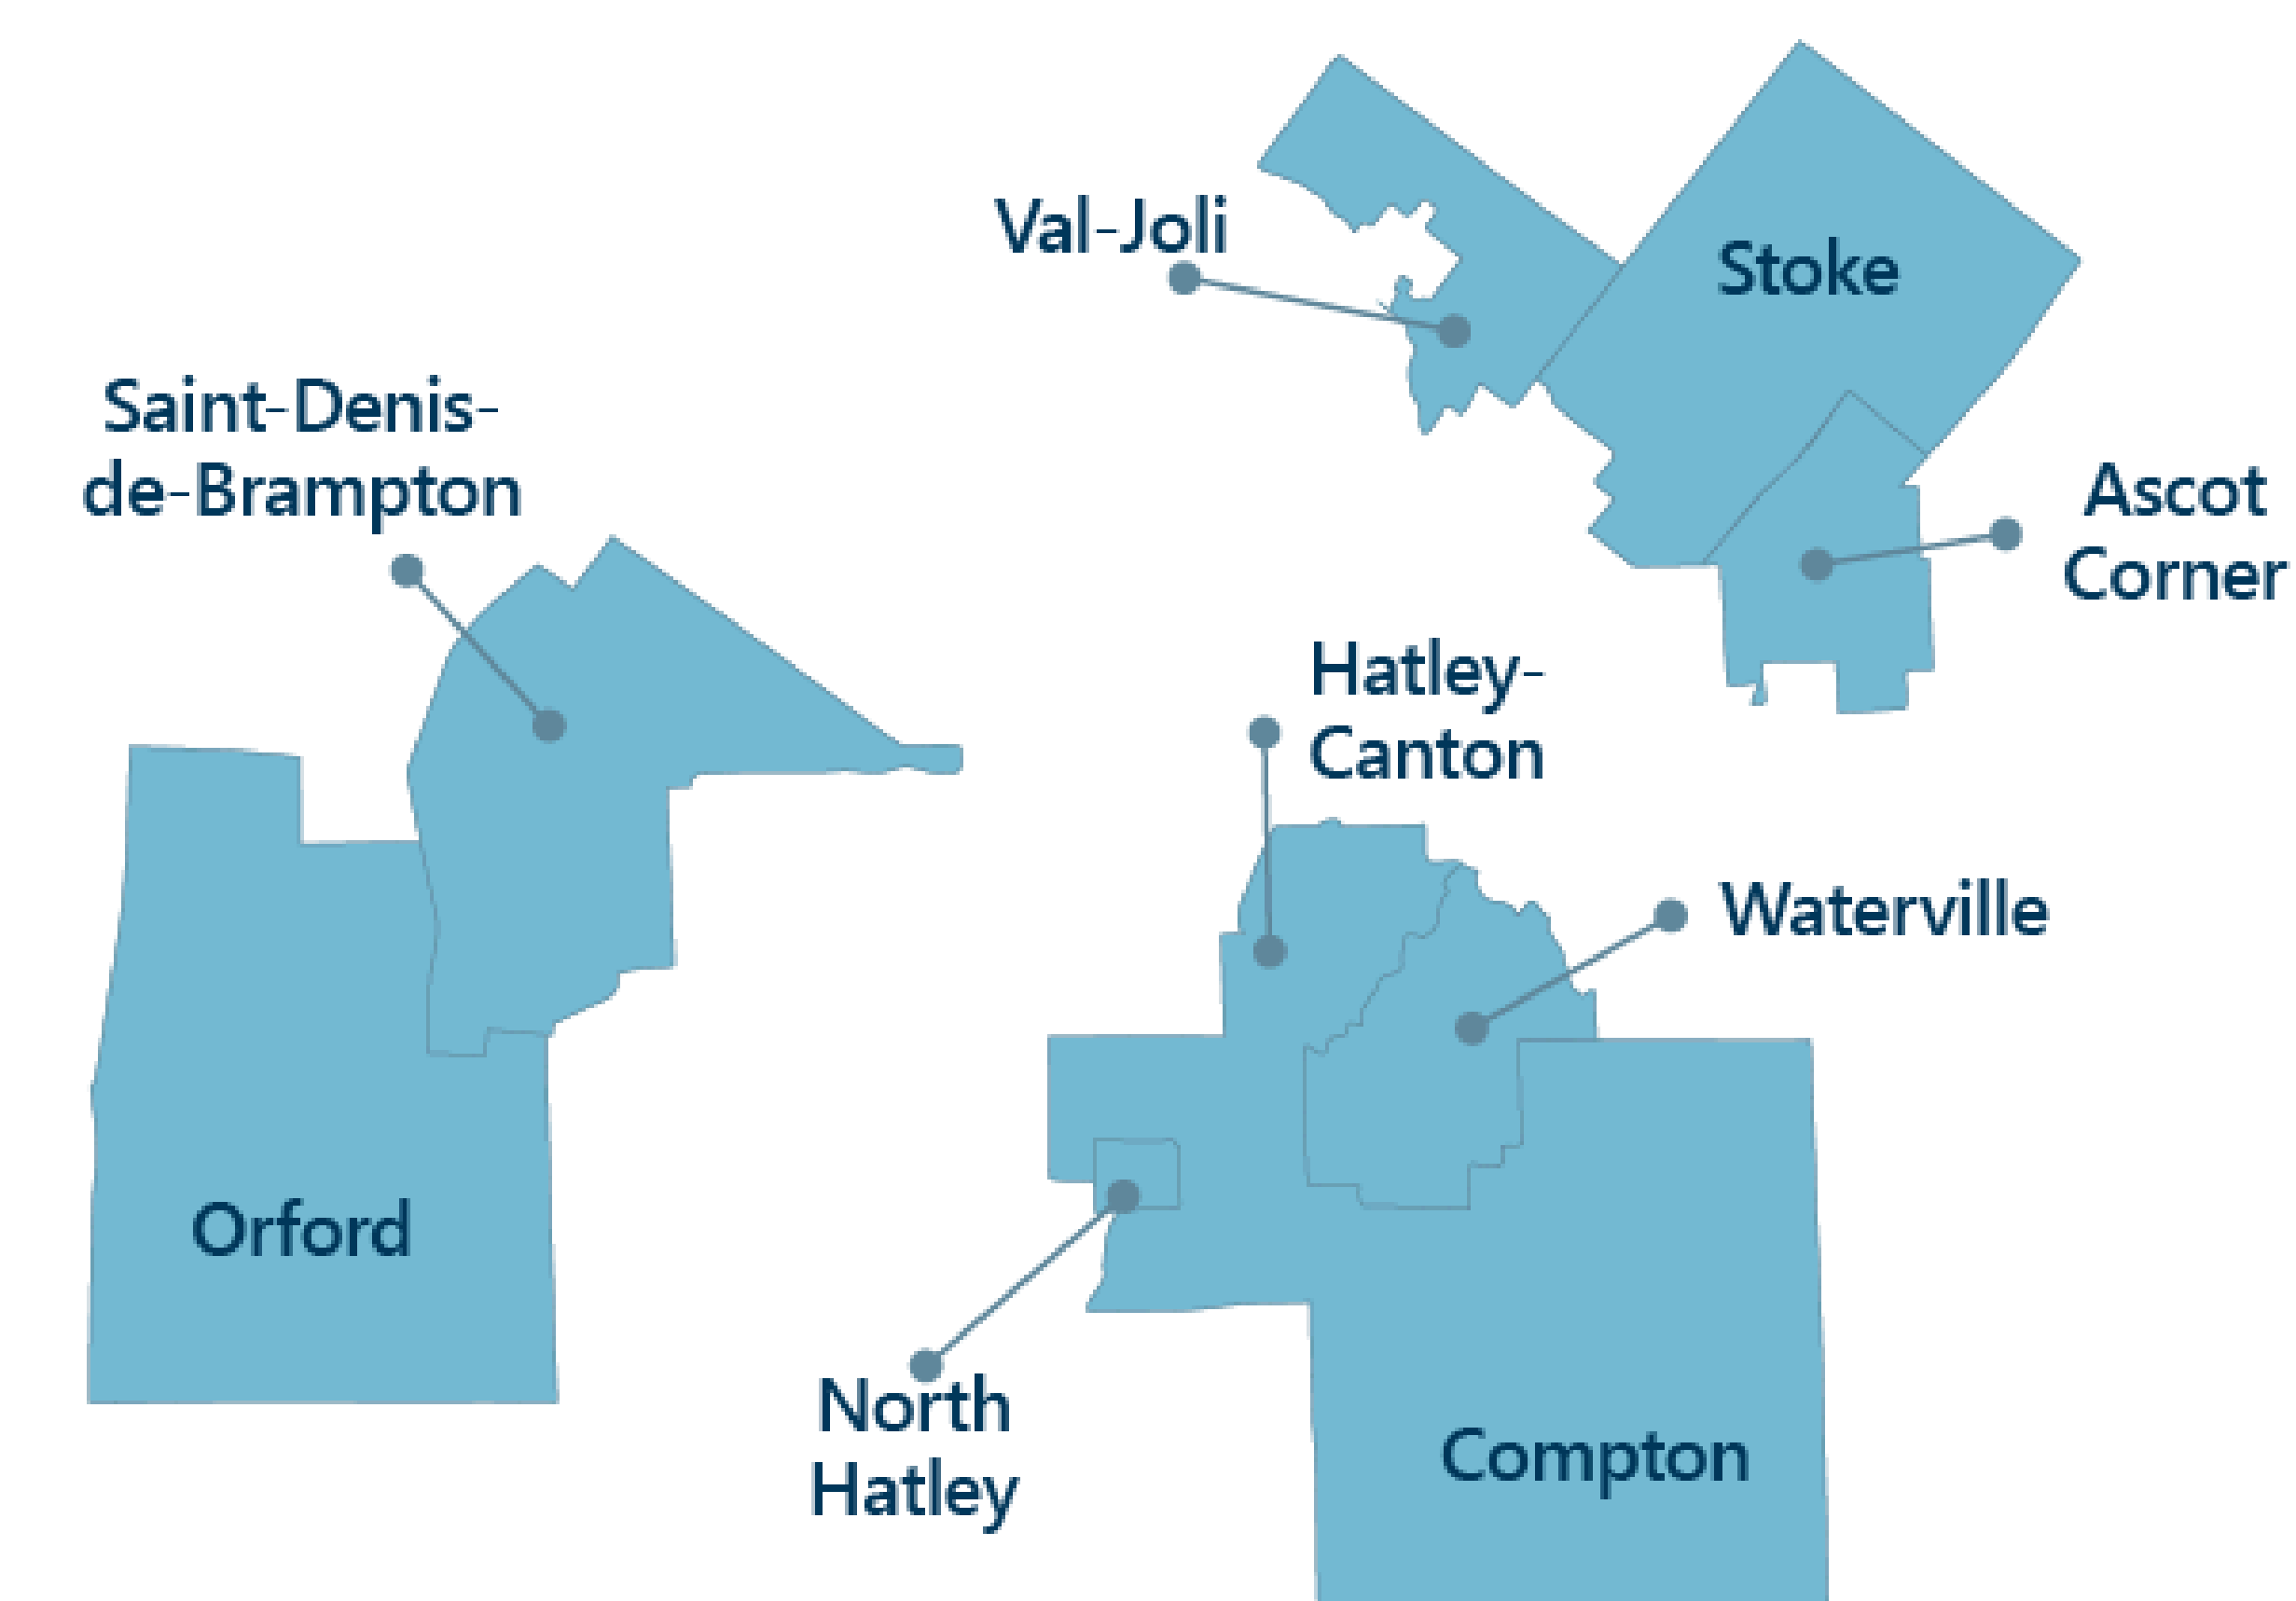 Val-Joli
Stoke
Saint-Denis-
de-Brampton
Ascot
Corner
Hatley-
Canton
Waterville
Orford
North
Hatley
Compton